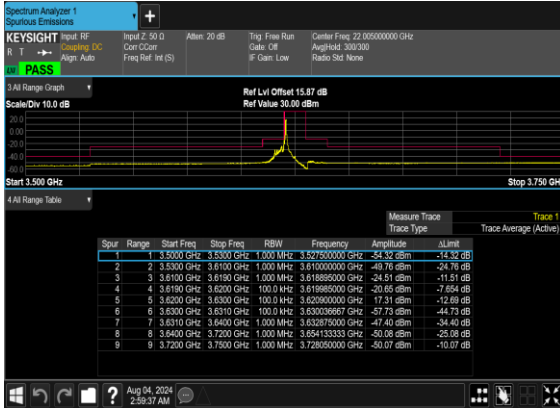 Spectrum Analyzer 1
Spurious Emissions
KEYSIGHT
R T
Input: RF
Coupling: DC
Align: Auto
Input Z: 50 Ω
Corr CCorr
Freq Ref: Int (S)
Atten: 20 dB
Trig: Free Run
Gate: Off
IF Gain: Low
Center Freq: 22.005000000 GHz
Avg|Hold: 300/300
Radio Std: None
PASS
3 All Range Graph
Scale/Div 10.0 dB
Ref Lvl Offset 15.87 dB
Ref Value 30.00 dBm
20.0
0.00
-20.0
-40.0
-60.0
Start 3.500 GHz
Stop 3.750 GH
4 All Range Table
Measure Trace Trace 1
Trace Type Trace Average (Active)
Spur Range Start Freq Stop Freq RBW Frequency Amplitude ΔLimit
1 1 3.5000 GHz 3.5300 GHz 1.000 MHz 3.527500000 GHz -54.32 dBm -14.32 dB
2 2 3.5300 GHz 3.6100 GHz 1.000 MHz 3.610000000 GHz -49.76 dBm -24.76 dB
3 3 3.6100 GHz 3.6190 GHz 1.000 MHz 3.618895000 GHz -24.51 dBm -11.51 dB
4 4 3.6190 GHz 3.6200 GHz 100.0 kHz 3.619985000 GHz -20.65 dBm -7.654 dB
5 5 3.6200 GHz 3.6300 GHz 100.0 kHz 3.620900000 GHz 17.31 dBm -12.69 dB
6 6 3.6300 GHz 3.6310 GHz 100.0 kHz 3.630036667 GHz -57.73 dBm -44.73 dB
7 7 3.6310 GHz 3.6400 GHz 1.000 MHz 3.632875000 GHz -47.40 dBm -34.40 dB
8 8 3.6400 GHz 3.7200 GHz 1.000 MHz 3.654133333 GHz -50.08 dBm -25.08 dB
9 9 3.7200 GHz 3.7500 GHz 1.000 MHz 3.728050000 GHz -50.07 dBm -10.07 dB
Aug 04, 2024
2:59:37 AM